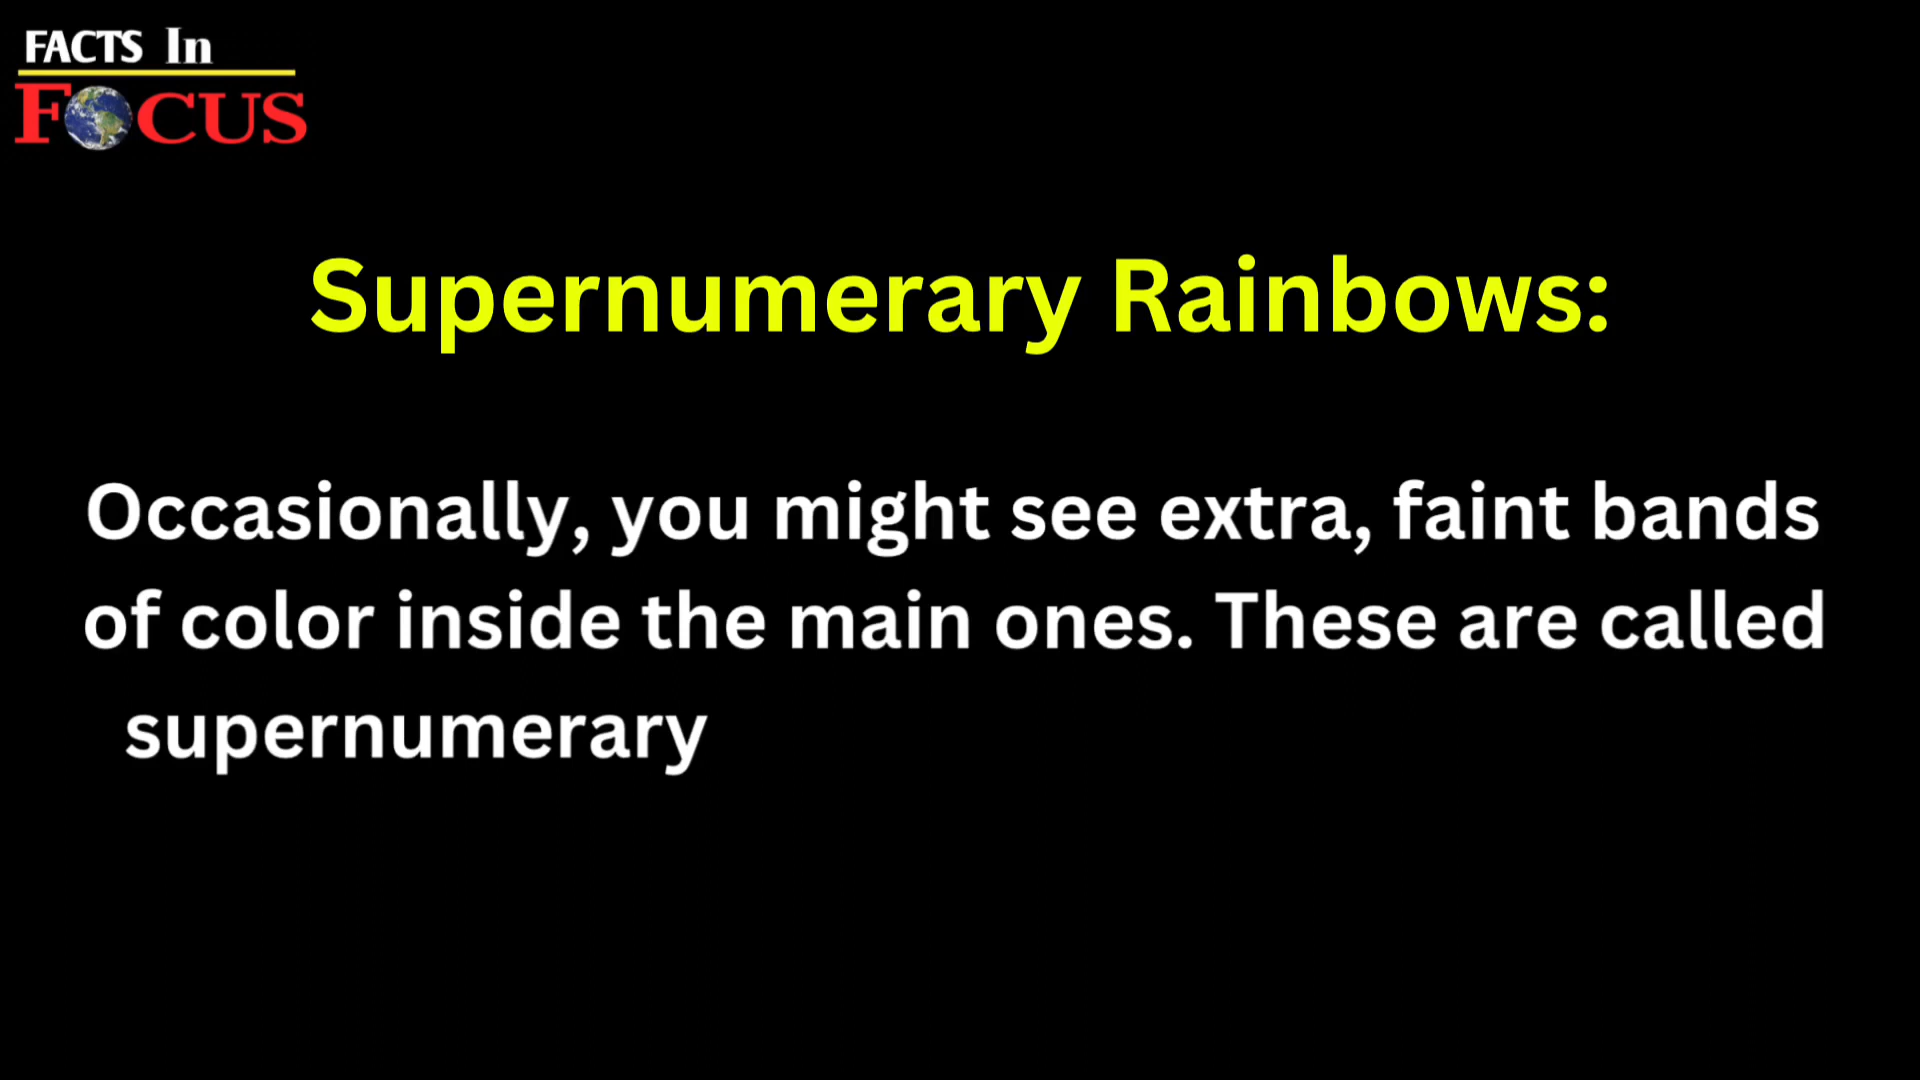 FACTS In
FOCUS
Supernumerary Rainbows:
Occasionally, you might see extra, faint bands
of color inside the main ones. These are called
supernumerary